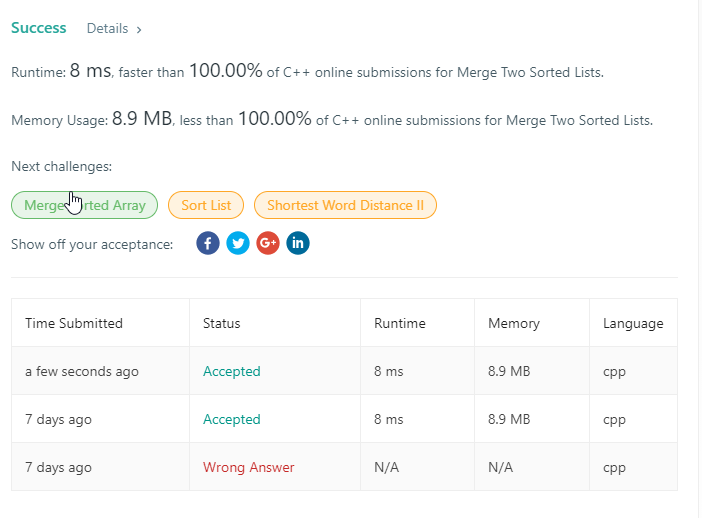 Success Details >
Runtime: 8 ms, faster than 100.00% of C++ online submissions for Merge Two Sorted Lists.
Memory Usage: 8.9 MB, less than 100.00% of C++ online submissions for Merge Two Sorted Lists.
Next challenges:
Merge rted Array Sort List Shortest Word Distance II
Show off your acceptance: f G+ in
Time Submitted Status Runtime Memory Language
a few seconds ago Accepted 8 ms 8.9 MB cpp
7 days ago Accepted 8 ms 8.9 MB cpp
7 days ago Wrong Answer N/A N/A cpp